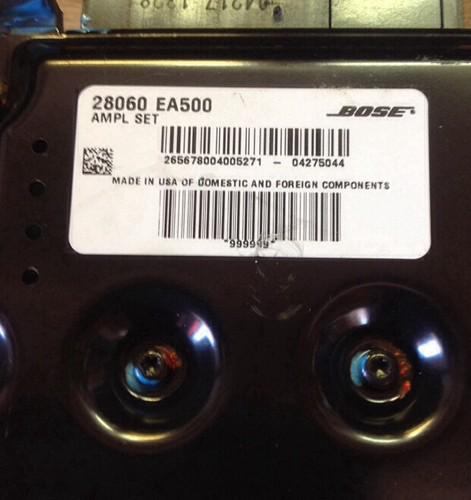 28060 EA500
AMPL SET
BOSE
265678004005271 - 04275044
MADE IN USA OF DOMESTIC AND FOREIGN COMPONENTS
*999999*